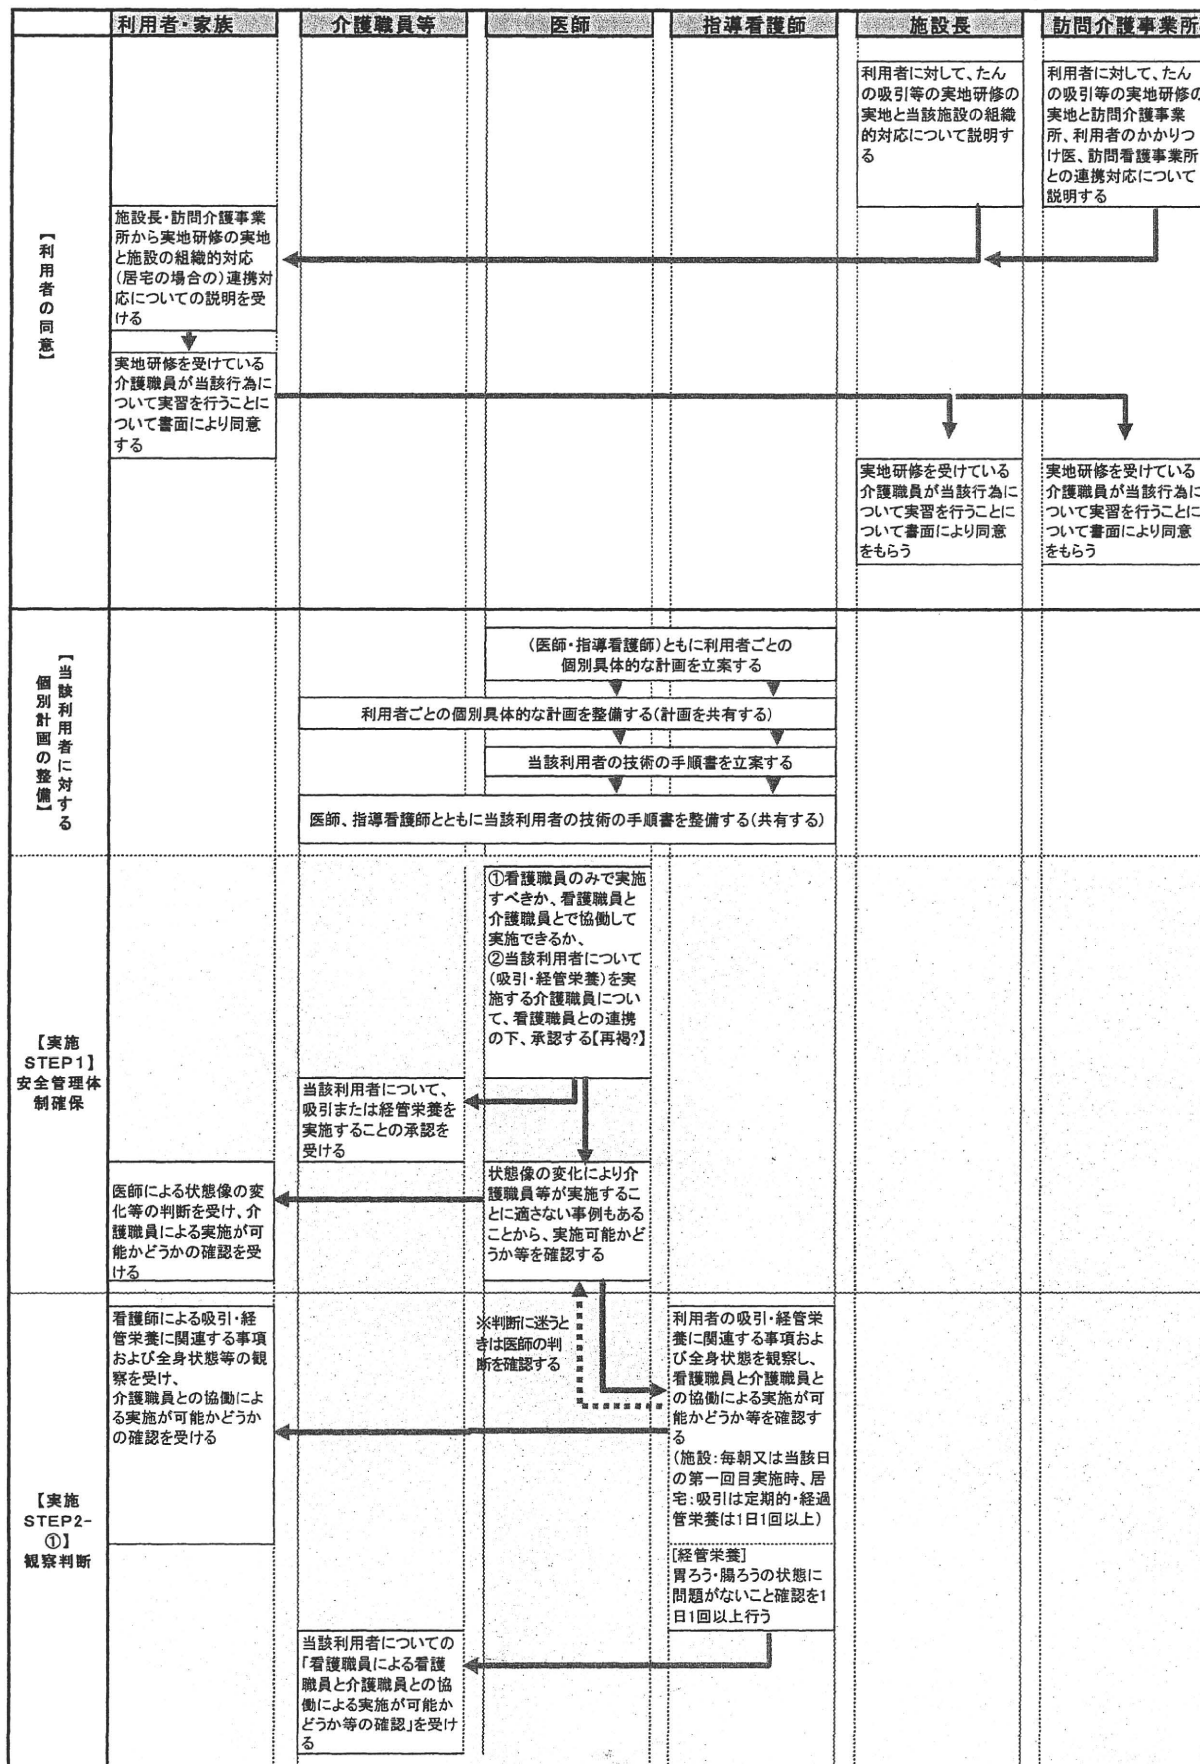 利用者・家族
介護職員等
医師
指導看護師
施設長
訪問介護事業所
【利用者の同意】
利用者に対して、たん
の吸引等の実地研修の
実地と当該施設の組織
的対応について説明す
る
利用者に対して、たん
の吸引等の実地研修の
実地と訪問介護事業
所、利用者のかかりつ
け医、訪問看護事業所
との連携対応について
説明する
施設長・訪問介護事業
所から実地研修の実地
と施設の組織的対応
(居宅の場合の)連携対
応についての説明を受
ける
実地研修を受けている
介護職員が当該行為に
ついて実習を行うことに
ついて書面により同意
する
実地研修を受けている
介護職員が当該行為に
ついて実習を行うことに
ついて書面により同意
をもらう
実地研修を受けている
介護職員が当該行為に
ついて実習を行うことに
ついて書面により同意
をもらう
【当該利用者に対する
個別計画の整備】
(医師・指導看護師)ともに利用者ごとの
個別具体的な計画を立案する
利用者ごとの個別具体的な計画を整備する(計画を共有する)
当該利用者の技術の手順書を立案する
医師、指導看護師とともに当該利用者の技術の手順書を整備する(共有する)
【実施
STEP1】
安全管理体
制確保
①看護職員のみで実施
すべきか、看護職員と
介護職員とで協働して
実施できるか、
②当該利用者について
(吸引・経管栄養)を実
施する介護職員につい
て、看護職員との連携
の下、承認する【再褐?】
当該利用者について、
吸引または経管栄養を
実施することの承認を
受ける
医師による状態像の変
化等の判断を受け、介
護職員による実施が可
能かどうかの確認を受
ける
状態像の変化により介
護職員等が実施するこ
とに適さない事例もある
ことから、実施可能かど
うか等を確認する
【実施
STEP2-
①】
観察判断
看護師による吸引・経
管栄養に関連する事項
および全身状態等の観
察を受け、
介護職員との協働によ
る実施が可能かどうか
の確認を受ける
※判断に迷うと
きは医師の判
断を確認する
利用者の吸引・経管栄
養に関連する事項およ
び全身状態を観察し、
看護職員と介護職員と
の協働による実施が可
能かどうか等を確認す
る
(施設:毎朝又は当該日
の第一回目実施時、居
宅:吸引は定期的・経過
管栄養は1日1回以上)
[経管栄養]
胃ろう・腸ろうの状態に
問題がないこと確認を1
日1回以上行う
当該利用者についての
「看護職員による看護
職員と介護職員との協
働による実施が可能か
どうか等の確認」を受け
る